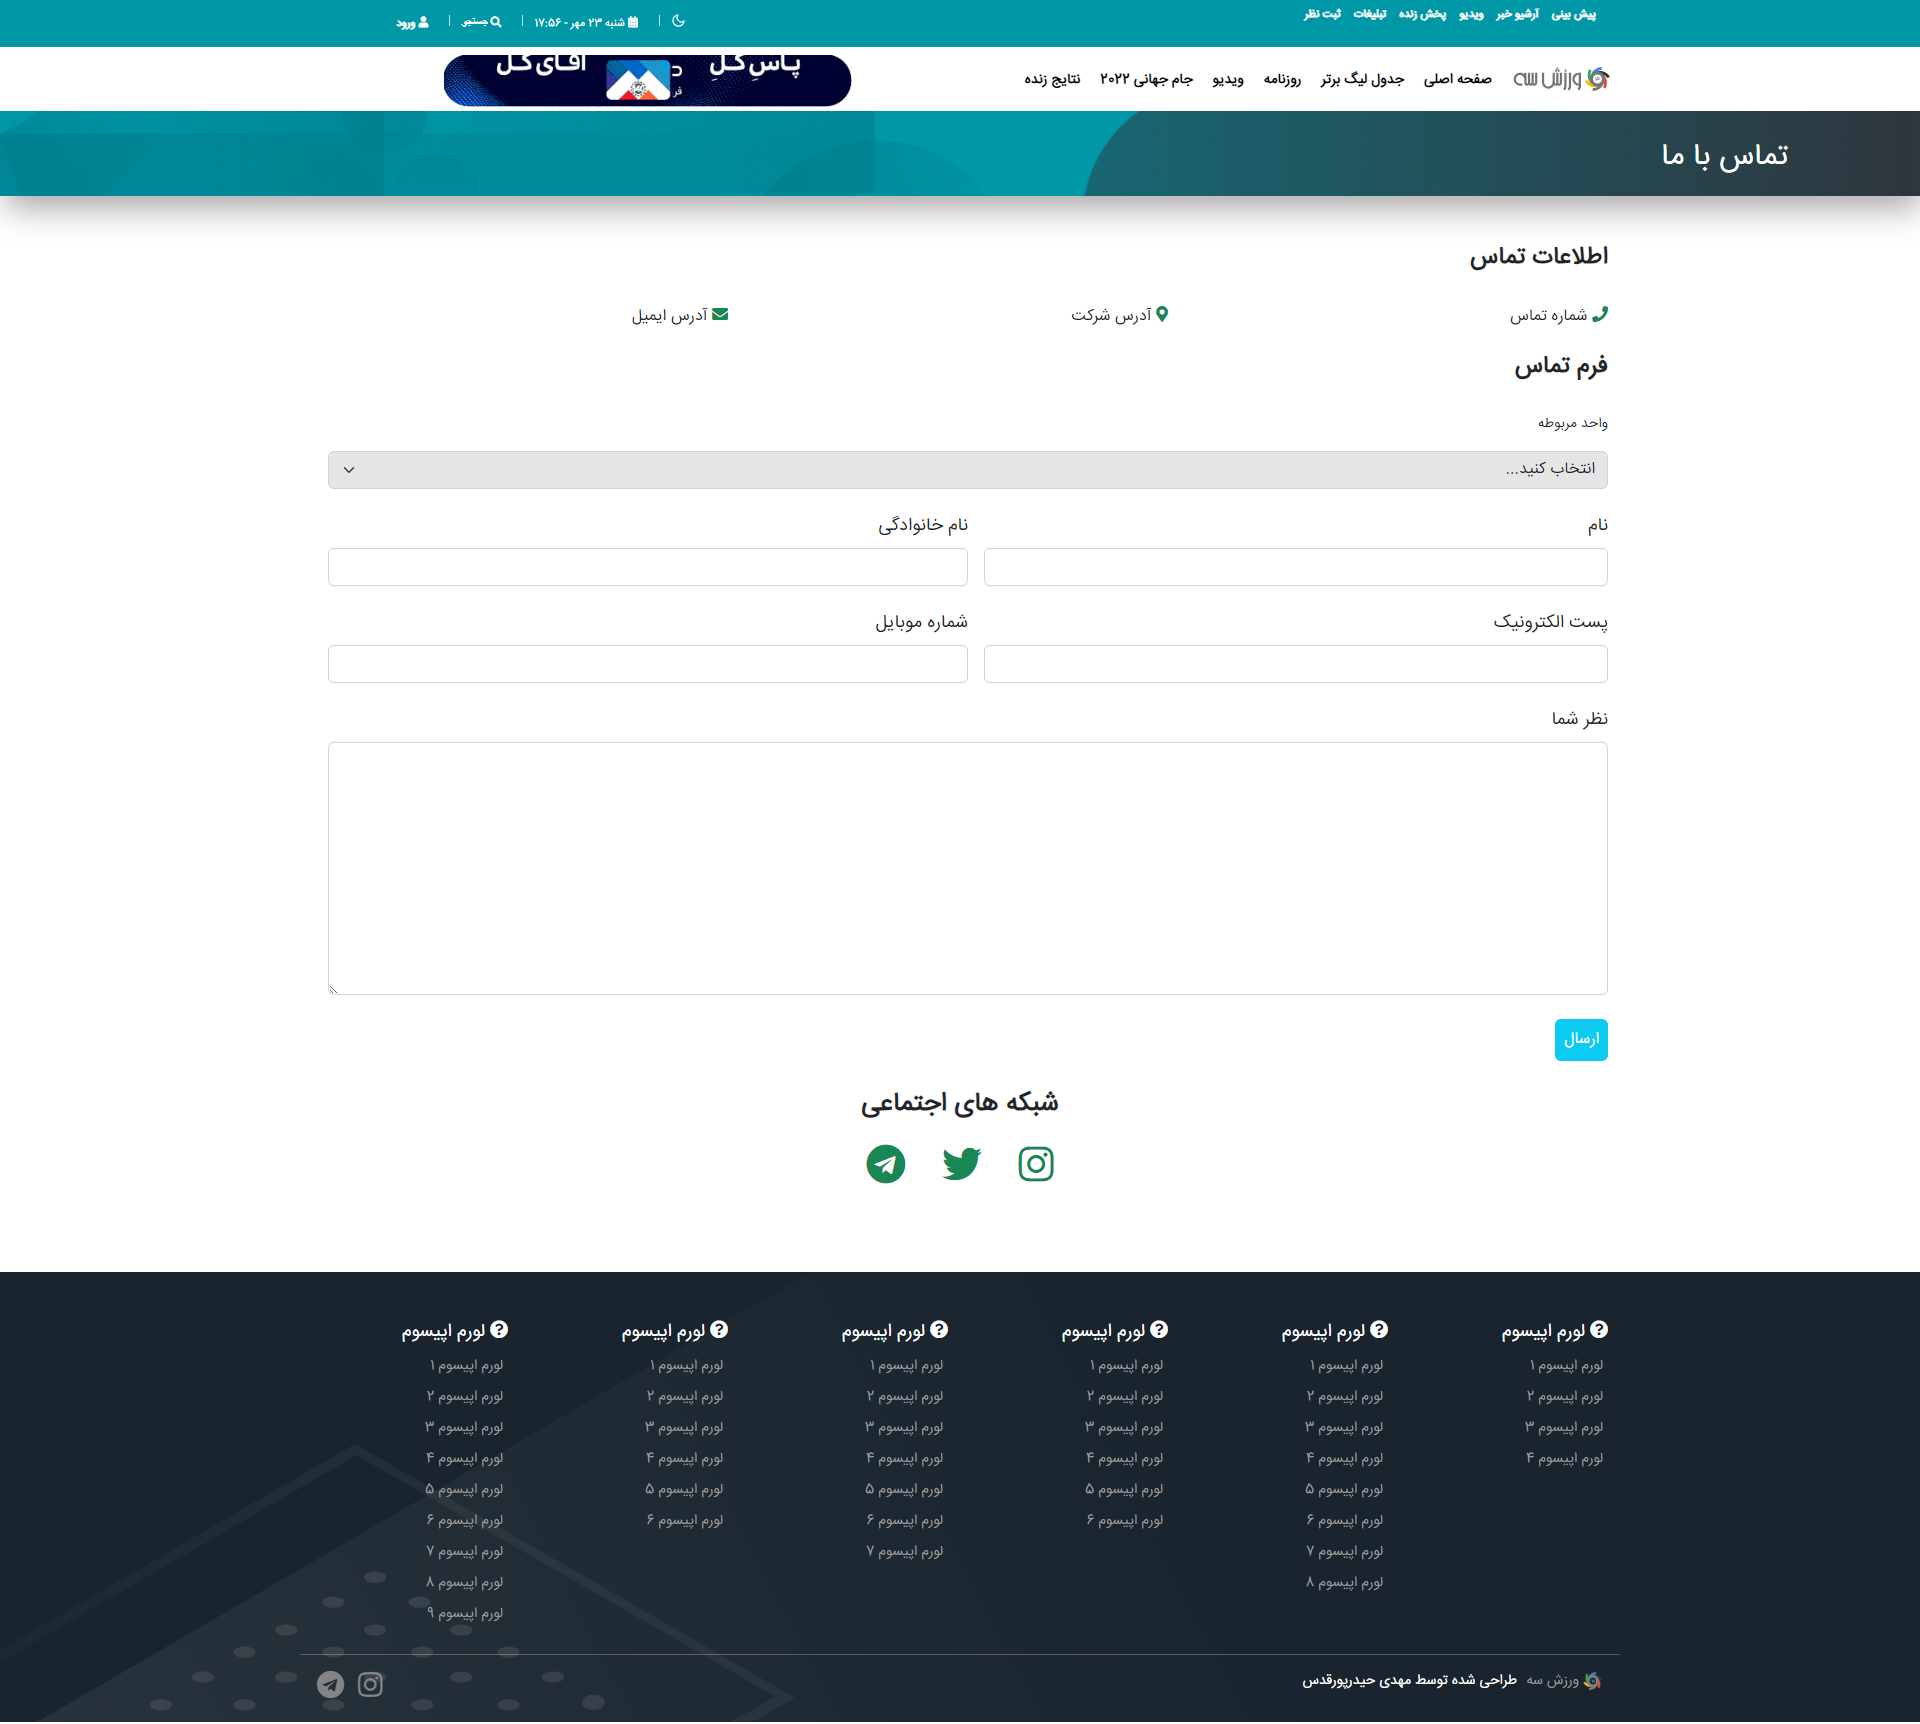 پیش بینی آرشیو خبر ویدیو پخش زنده تبلیغات ثبت نظر
شنبه ۲۳ مهر - ۱۷:۵۶ جستجو ورود
ورزش سه صفحه اصلی جدول لیگ برتر روزنامه ویدیو جام جهانی ۲۰۲۲ نتایج زنده
پاسِ گلِ آقای گل
تماس با ما
اطلاعات تماس
شماره تماس آدرس شرکت آدرس ایمیل
فرم تماس
واحد مربوطه
انتخاب کنید...
نام نام خانوادگی
پست الکترونیک شماره موبایل
نظر شما
ارسال
شبکه های اجتماعی
لورم اپیسوم لورم اپیسوم لورم اپیسوم لورم اپیسوم لورم اپیسوم لورم اپیسوم
لورم اپیسوم ۱ لورم اپیسوم ۱ لورم اپیسوم ۱ لورم اپیسوم ۱ لورم اپیسوم ۱ لورم اپیسوم ۱
لورم اپیسوم ۲ لورم اپیسوم ۲ لورم اپیسوم ۲ لورم اپیسوم ۲ لورم اپیسوم ۲ لورم اپیسوم ۲
لورم اپیسوم ۳ لورم اپیسوم ۳ لورم اپیسوم ۳ لورم اپیسوم ۳ لورم اپیسوم ۳ لورم اپیسوم ۳
لورم اپیسوم ۴ لورم اپیسوم ۴ لورم اپیسوم ۴ لورم اپیسوم ۴ لورم اپیسوم ۴ لورم اپیسوم ۴
لورم اپیسوم ۵ لورم اپیسوم ۵ لورم اپیسوم ۵ لورم اپیسوم ۵ لورم اپیسوم ۵
لورم اپیسوم ۶ لورم اپیسوم ۶ لورم اپیسوم ۶ لورم اپیسوم ۶ لورم اپیسوم ۶
لورم اپیسوم ۷ لورم اپیسوم ۷ لورم اپیسوم ۷
لورم اپیسوم ۸ لورم اپیسوم ۸
لورم اپیسوم ۹
ورزش سه طراحی شده توسط مهدی حیدرپورقدس